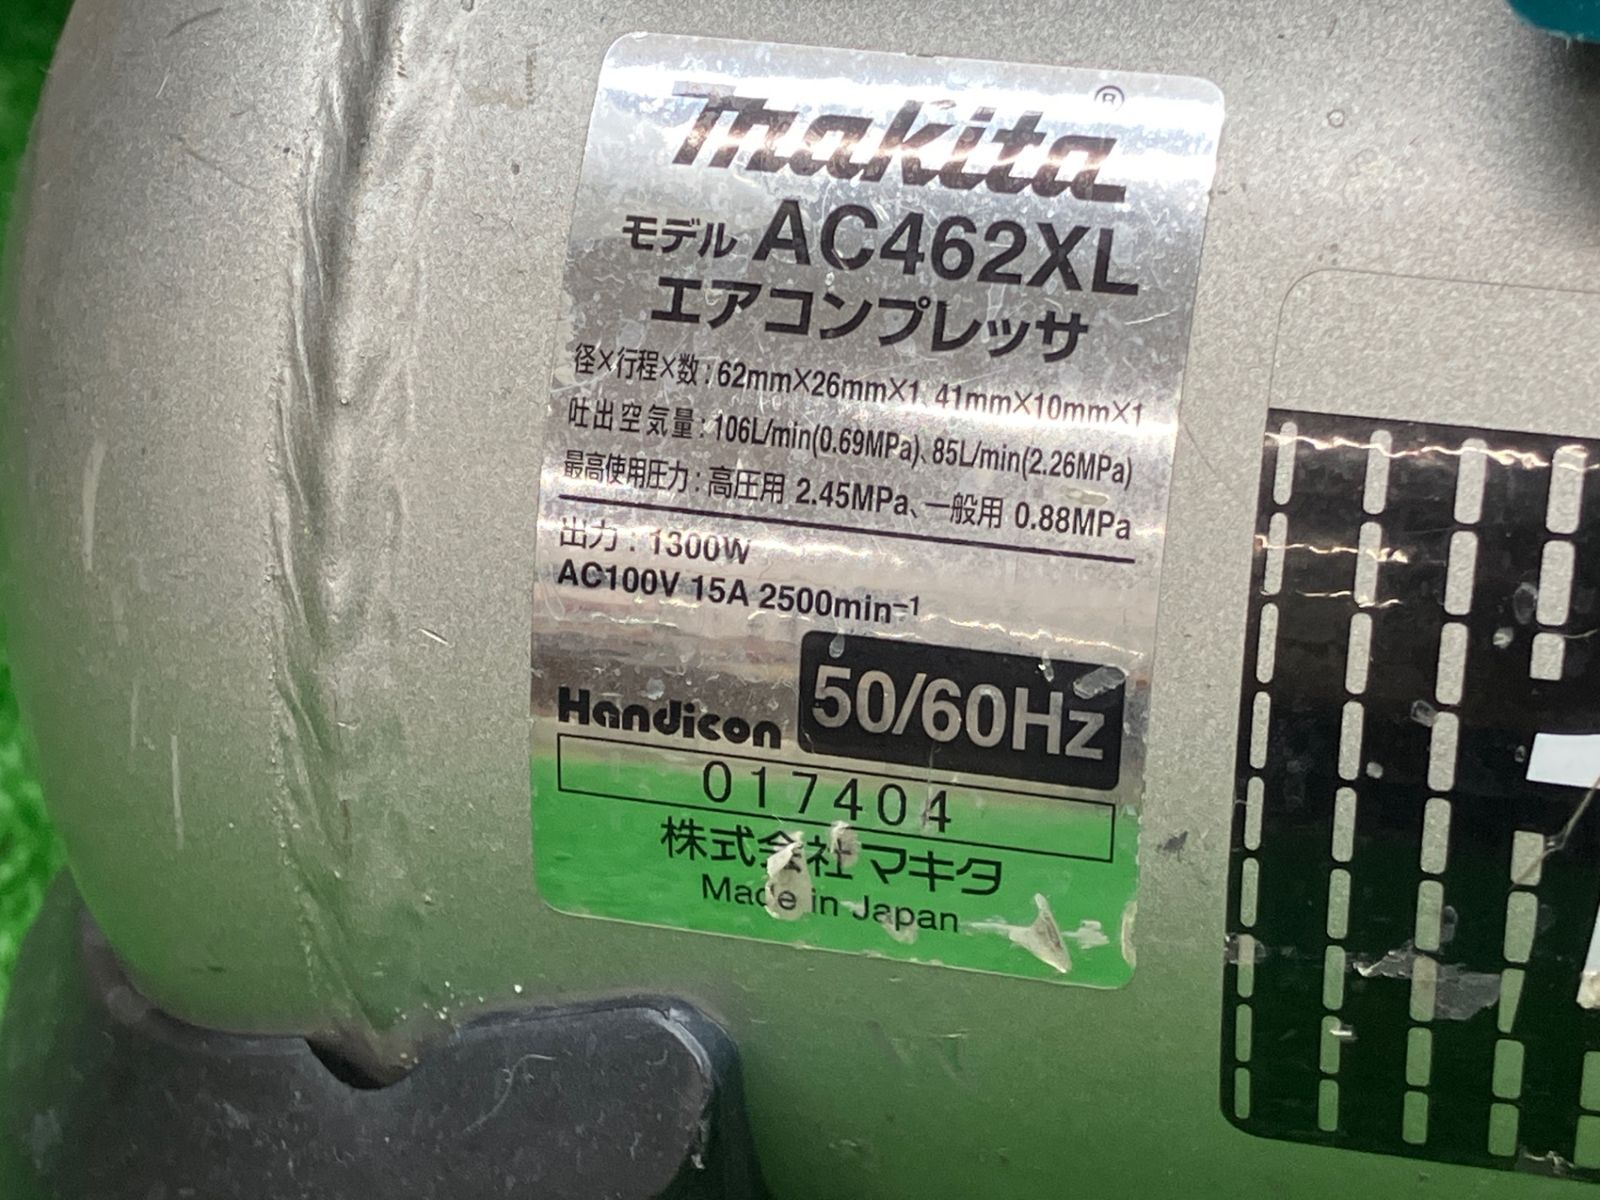 makita®
モデル AC462XL
エアコンプレッサ
径×行程×数:62mm×26mm×1、41mm×10mm×1
吐出空気量:106L/min(0.69MPa)、85L/min(2.26MPa)
最高使用圧力:高圧用 2.45MPa、一般用 0.88MPa
出力:1300W
AC100V 15A 2500min⁻¹
Handicon 50/60Hz
017404
株式会社マキタ
Made in Japan